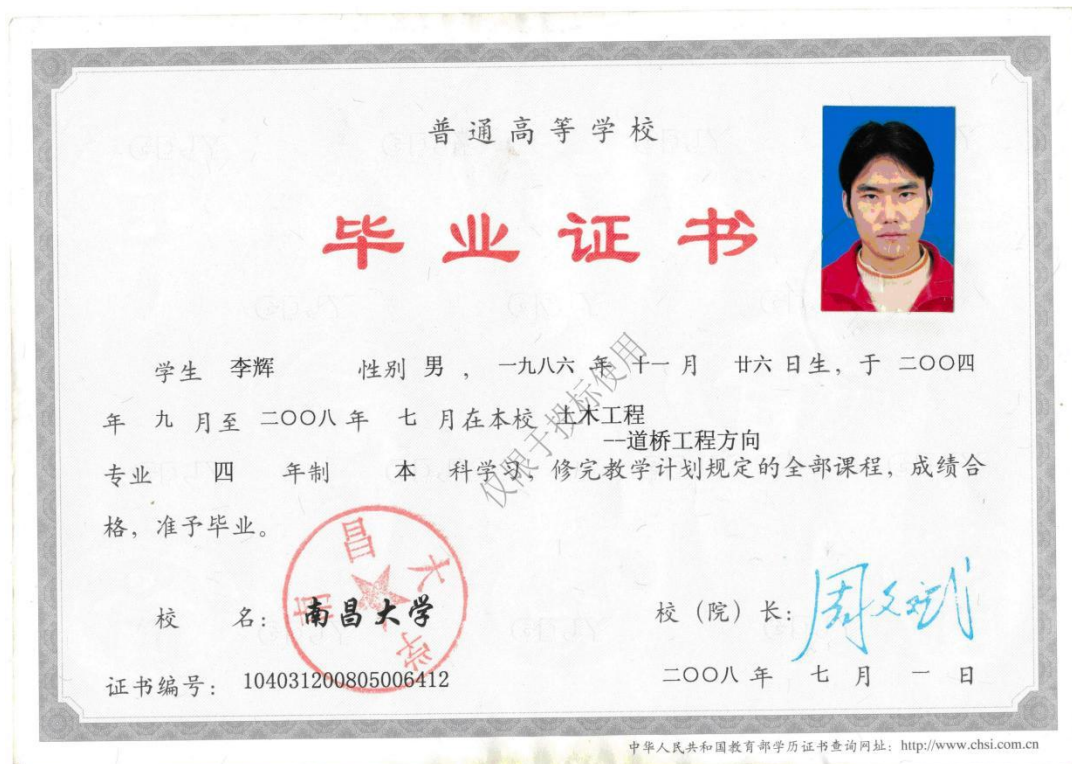 普通高等学校
毕业证书
学生 李辉 性别 男 , 一九八六 年 十一 月 廿六 日生，于 二〇〇四
年 九 月至 二〇〇八 年 七 月在本校 土木工程
--道桥工程方向
专业 四 年制 本 科学习，修完教学计划规定的全部课程，成绩合
格，准予毕业。
仅限于投标使用
校 名： 南昌大学
南昌大学
校（院）长： 周文斌
证书编号： 104031200805006412
二〇〇八 年 七 月 一 日
中华人民共和国教育部学历证书查询网址：http://www.chsi.com.cn